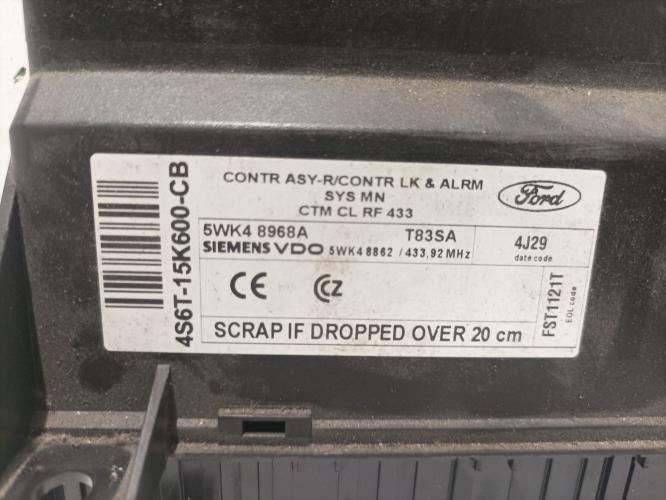 4S6T-15K600-CB
CONTR ASY-R/CONTR LK & ALRM
SYS MN
CTM CL RF 433
Ford
5WK4 8968A T83SA
SIEMENS VDO 5WK4 8862 / 433,92 MHz
4J29
date code
CE CZ
FST1121T
EOL code
SCRAP IF DROPPED OVER 20 cm